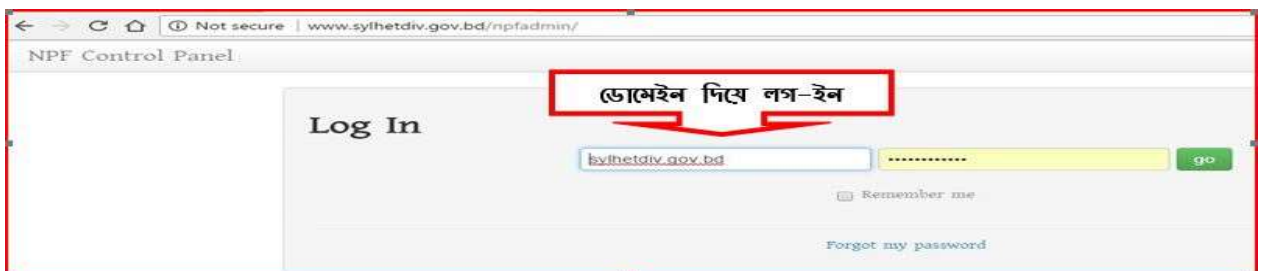 Not secure | www.sylhetdiv.gov.bd/npfadmin/
NPF Control Panel
ডোমেইন দিয়ে লগ-ইন
Log In
sylhetdiv.gov.bd ············ go
Remember me
Forgot my password